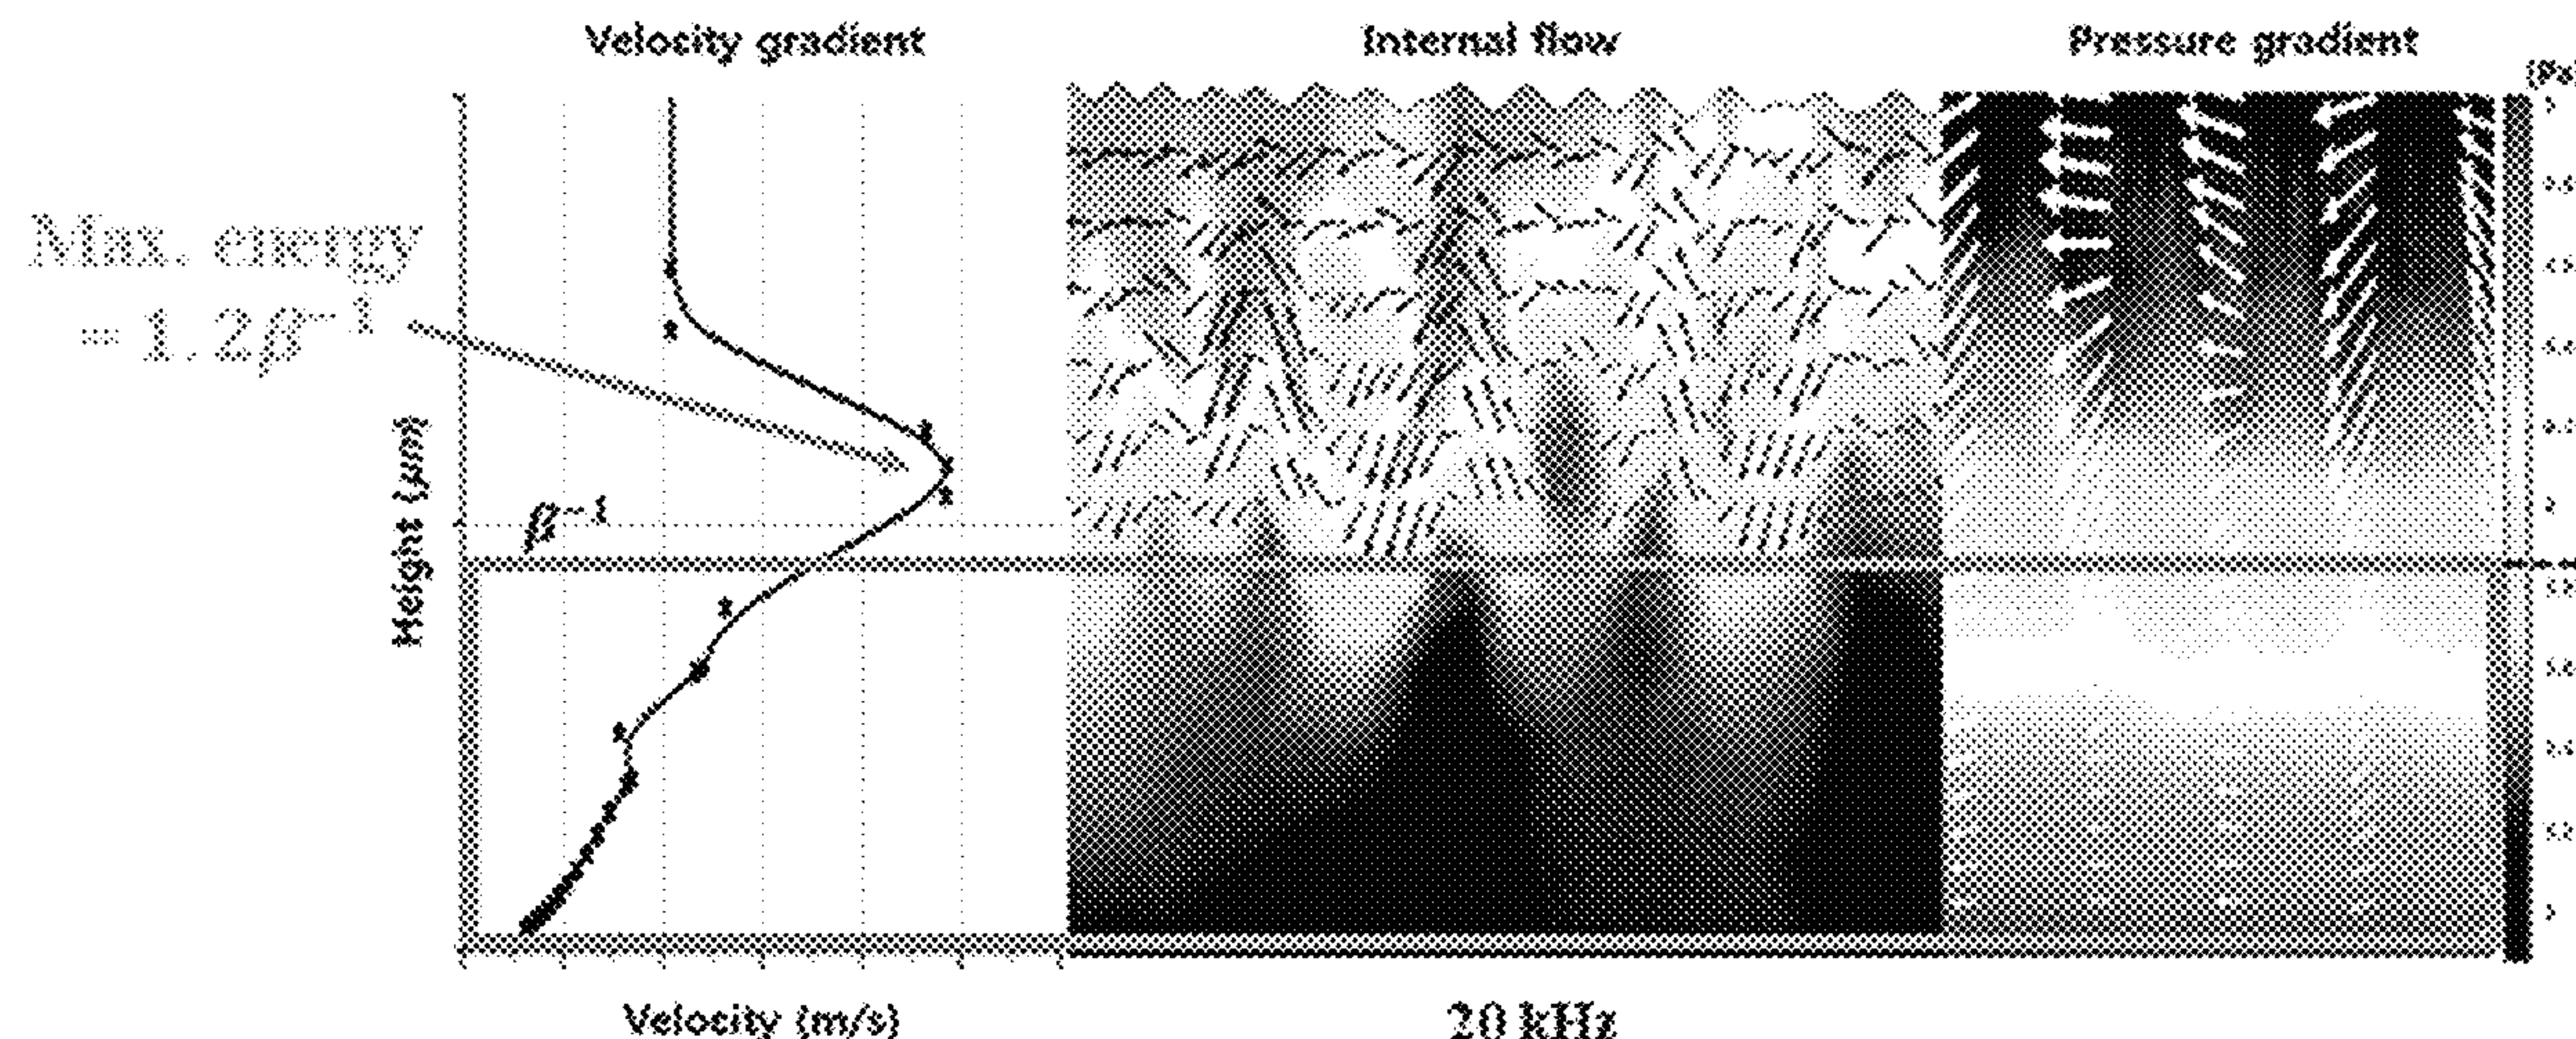 Velocity gradient
Internal flow
Pressure gradient
Max. energy
= 1.2β⁻¹
Height (μm)
β⁻¹
Velocity (m/s)
20 kHz